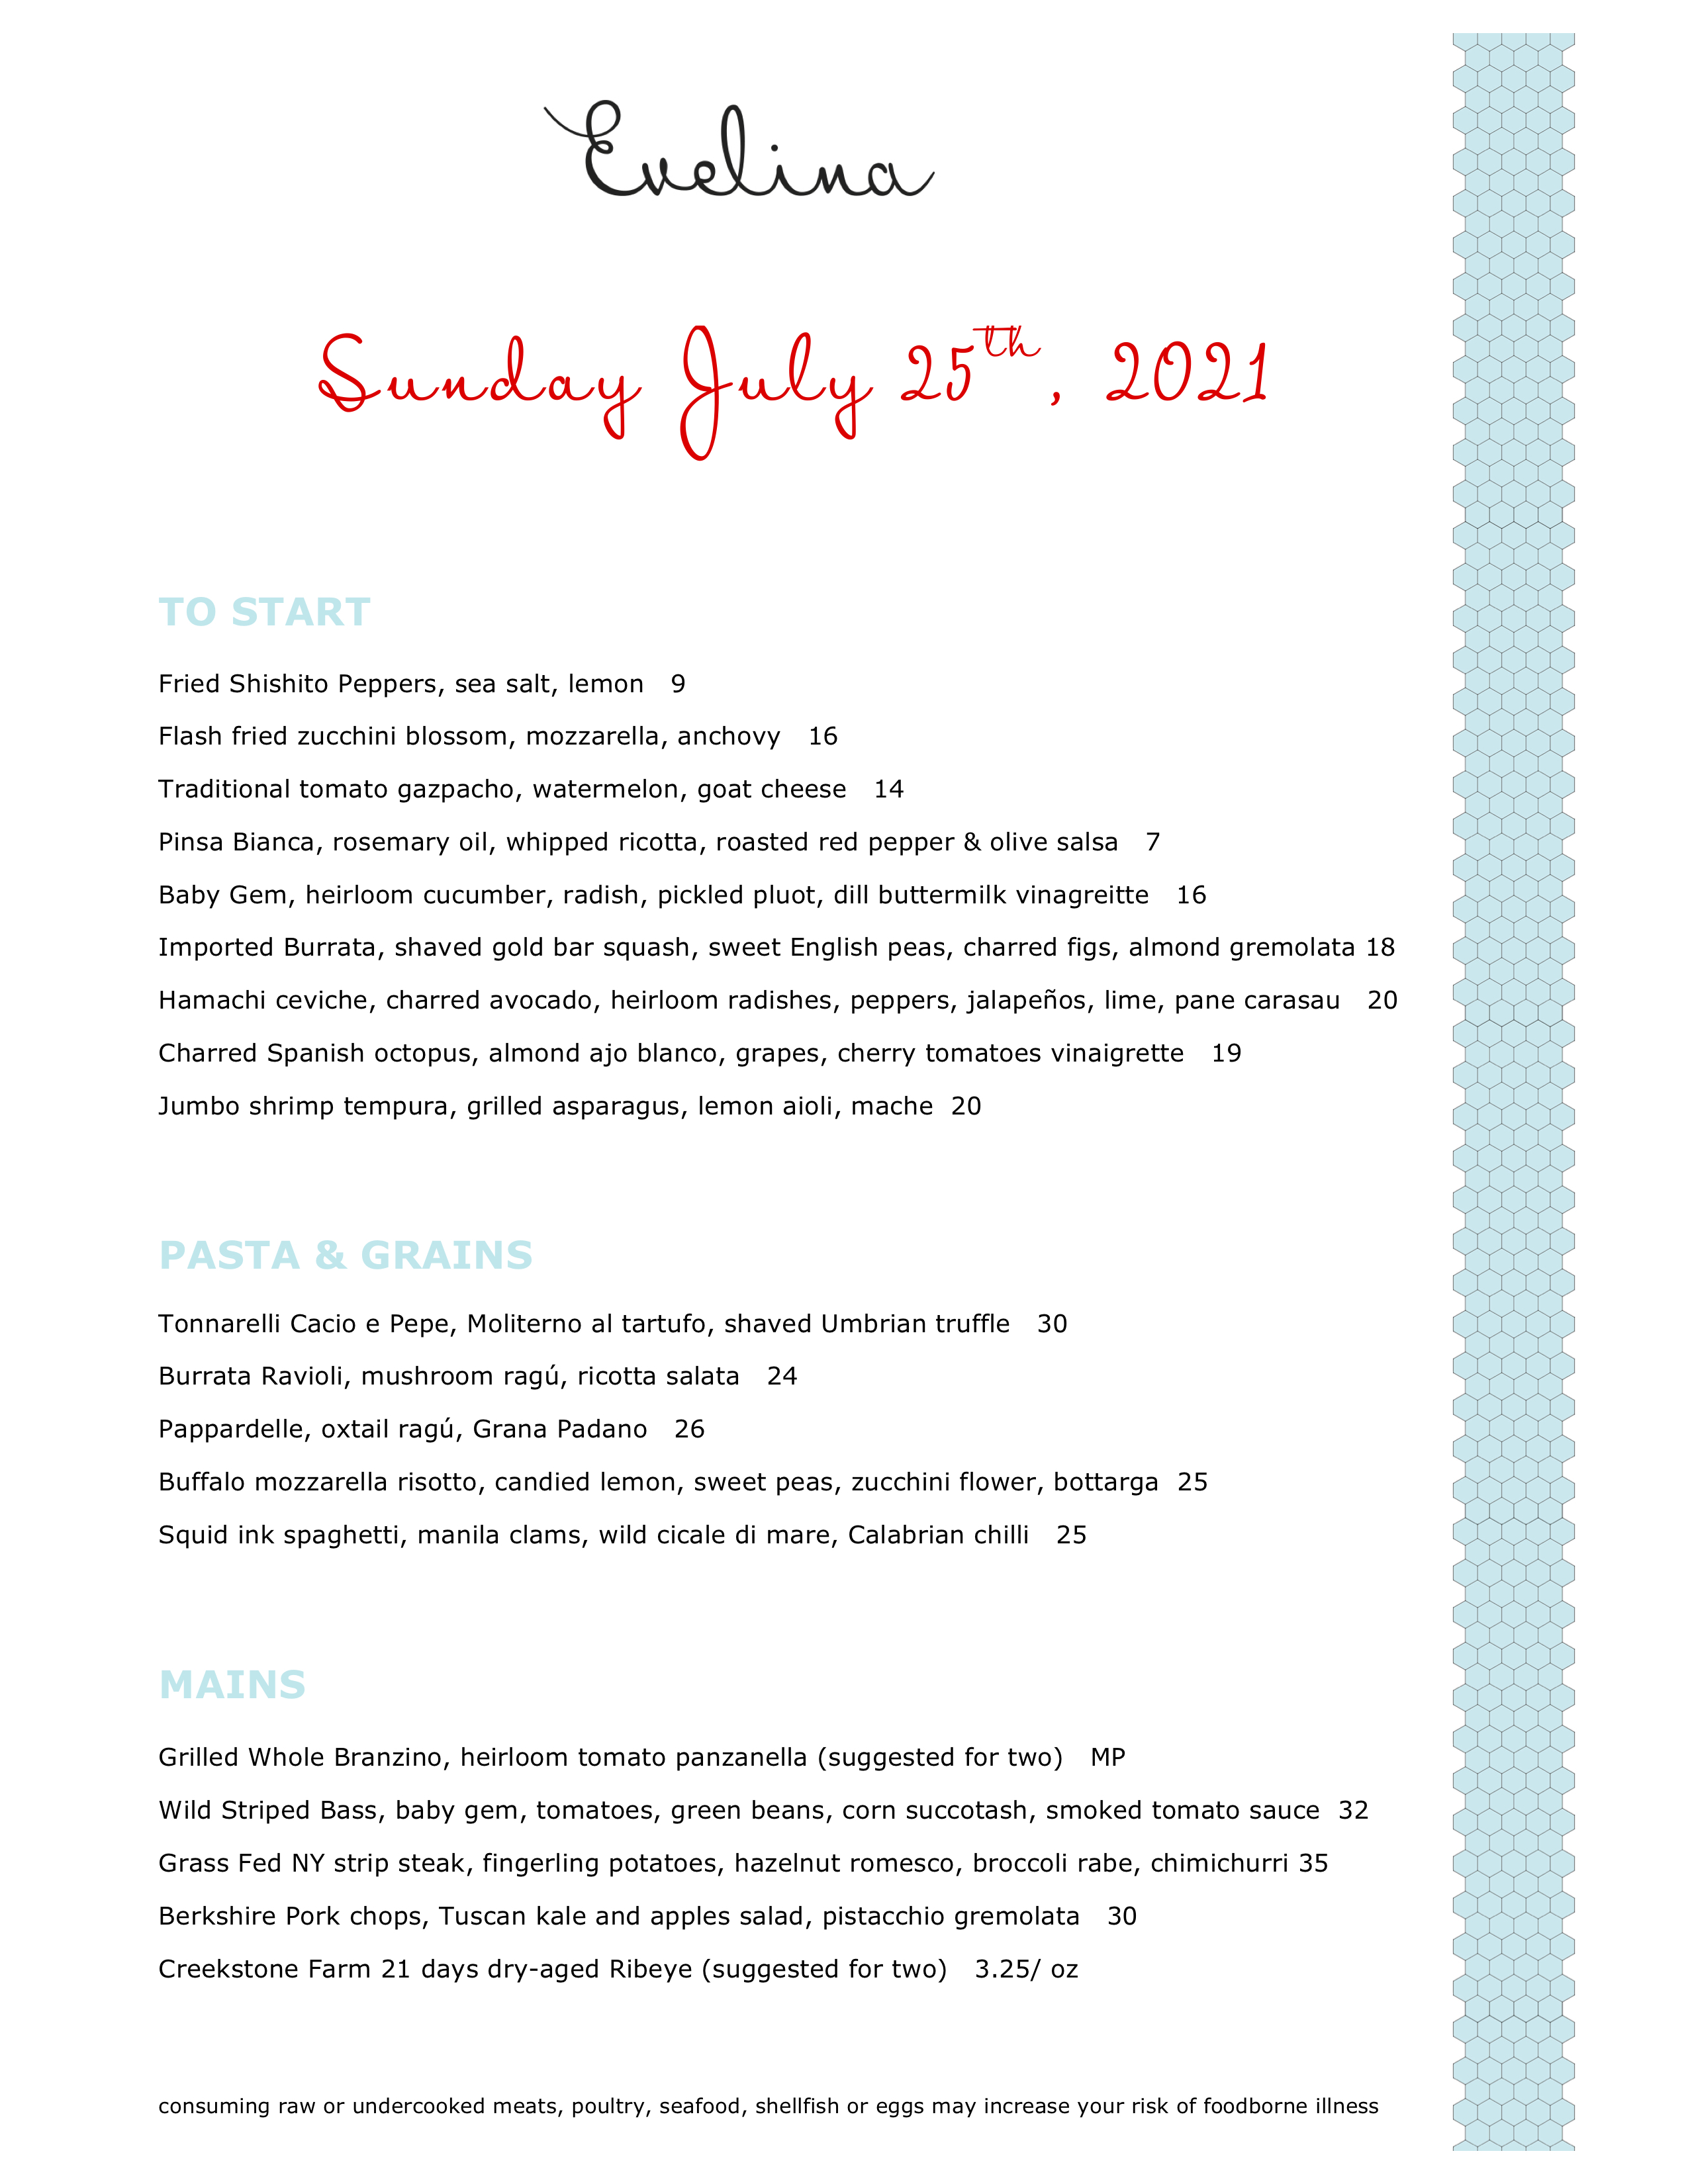 Evelina
Sunday July 25th, 2021
TO START
Fried Shishito Peppers, sea salt, lemon 9
Flash fried zucchini blossom, mozzarella, anchovy 16
Traditional tomato gazpacho, watermelon, goat cheese 14
Pinsa Bianca, rosemary oil, whipped ricotta, roasted red pepper & olive salsa 7
Baby Gem, heirloom cucumber, radish, pickled pluot, dill buttermilk vinagreitte 16
Imported Burrata, shaved gold bar squash, sweet English peas, charred figs, almond gremolata 18
Hamachi ceviche, charred avocado, heirloom radishes, peppers, jalapeños, lime, pane carasau 20
Charred Spanish octopus, almond ajo blanco, grapes, cherry tomatoes vinaigrette 19
Jumbo shrimp tempura, grilled asparagus, lemon aioli, mache 20
PASTA & GRAINS
Tonnarelli Cacio e Pepe, Moliterno al tartufo, shaved Umbrian truffle 30
Burrata Ravioli, mushroom ragú, ricotta salata 24
Pappardelle, oxtail ragú, Grana Padano 26
Buffalo mozzarella risotto, candied lemon, sweet peas, zucchini flower, bottarga 25
Squid ink spaghetti, manila clams, wild cicale di mare, Calabrian chilli 25
MAINS
Grilled Whole Branzino, heirloom tomato panzanella (suggested for two) MP
Wild Striped Bass, baby gem, tomatoes, green beans, corn succotash, smoked tomato sauce 32
Grass Fed NY strip steak, fingerling potatoes, hazelnut romesco, broccoli rabe, chimichurri 35
Berkshire Pork chops, Tuscan kale and apples salad, pistacchio gremolata 30
Creekstone Farm 21 days dry-aged Ribeye (suggested for two) 3.25/ oz
consuming raw or undercooked meats, poultry, seafood, shellfish or eggs may increase your risk of foodborne illness